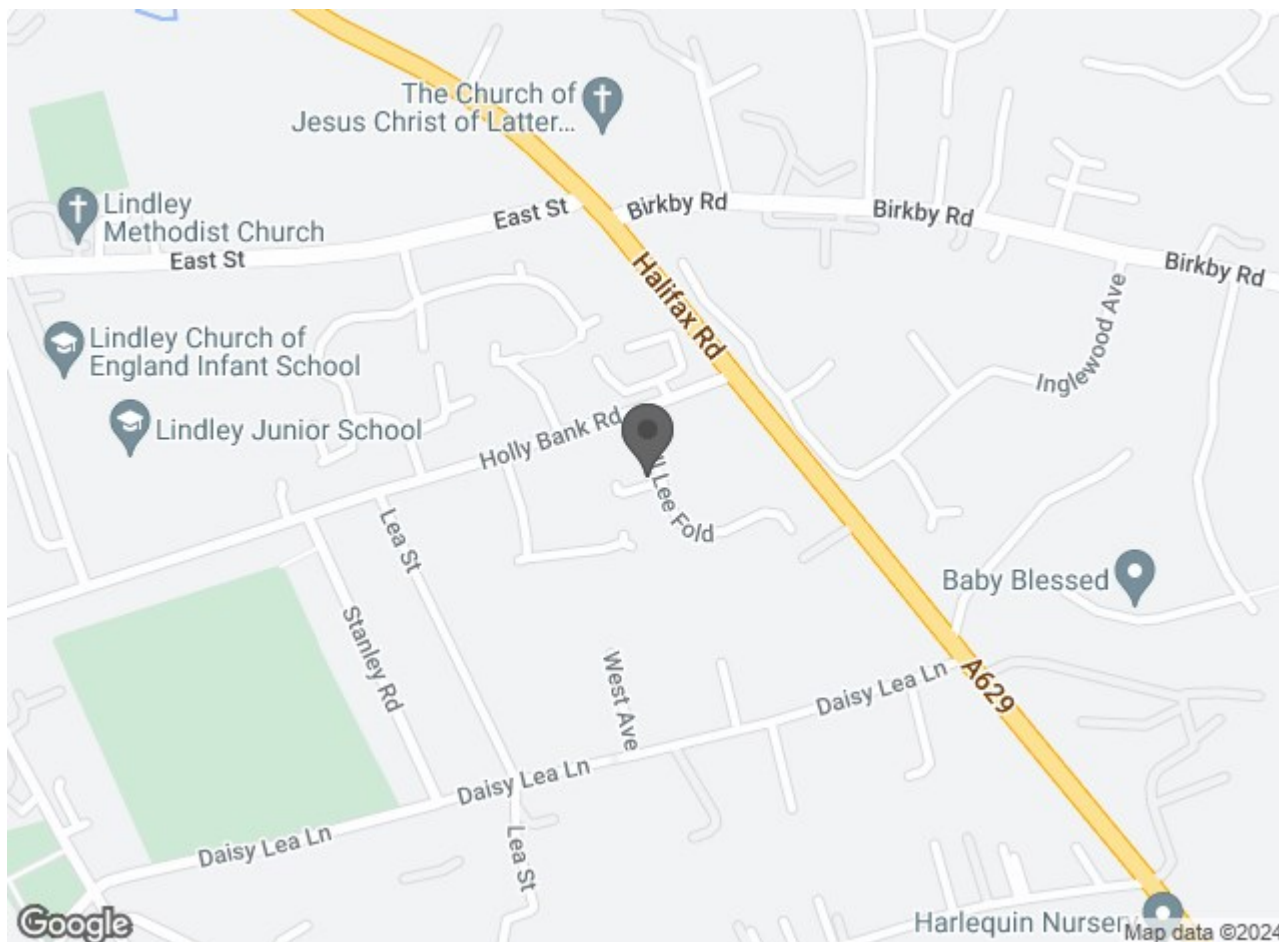 The Church of
Jesus Christ of Latter...
Lindley
Methodist Church
East St
Birkby Rd
Birkby Rd
East St
Birkby Rd
Halifax Rd
Lindley Church of
England Infant School
Inglewood Ave
Lindley Junior School
Holly Bank Rd
Lee Fold
Lea St
Baby Blessed
Stanley Rd
West Ave
A629
Daisy Lea Ln
Daisy Lea Ln
Daisy Lea Ln
Lea St
Harlequin Nursery
Google
Map data ©2024